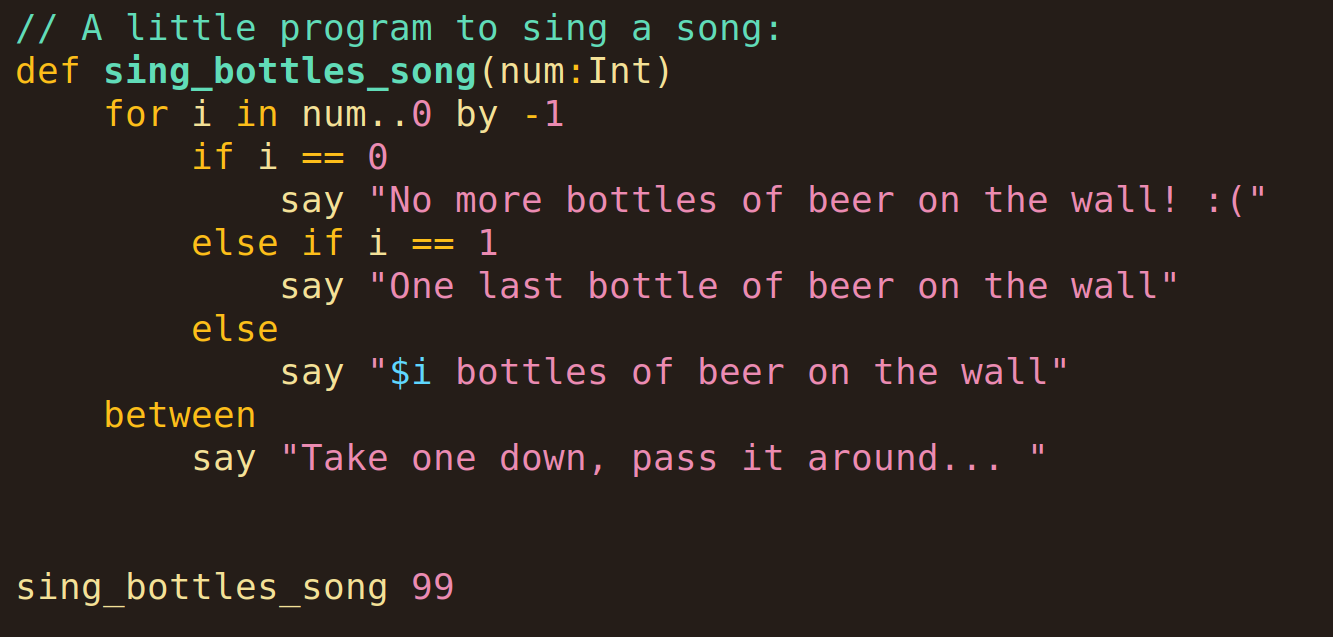 // A little program to sing a song:
def sing_bottles_song(num:Int)
    for i in num..0 by -1
        if i == 0
            say "No more bottles of beer on the wall! :("
        else if i == 1
            say "One last bottle of beer on the wall"
        else
            say "$i bottles of beer on the wall"
    between
        say "Take one down, pass it around... "
sing_bottles_song 99